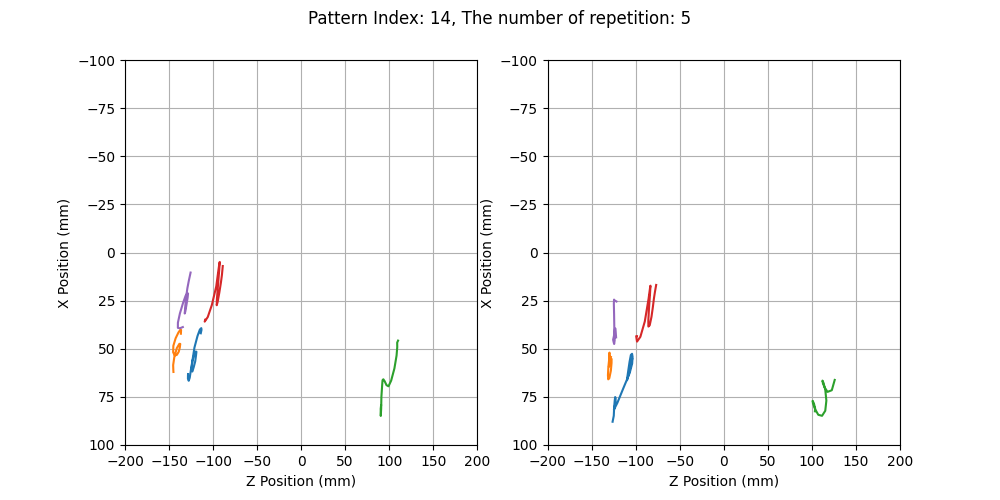 Pattern Index: 14, The number of repetition: 5
−100 −100
−75 −75
−50 −50
−25 −25
0 0
25 25
50 50
75 75
100 100
X Position (mm) X Position (mm)
−200 −150 −100 −50 0 50 100 150 200 −200 −150 −100 −50 0 50 100 150 200
Z Position (mm) Z Position (mm)